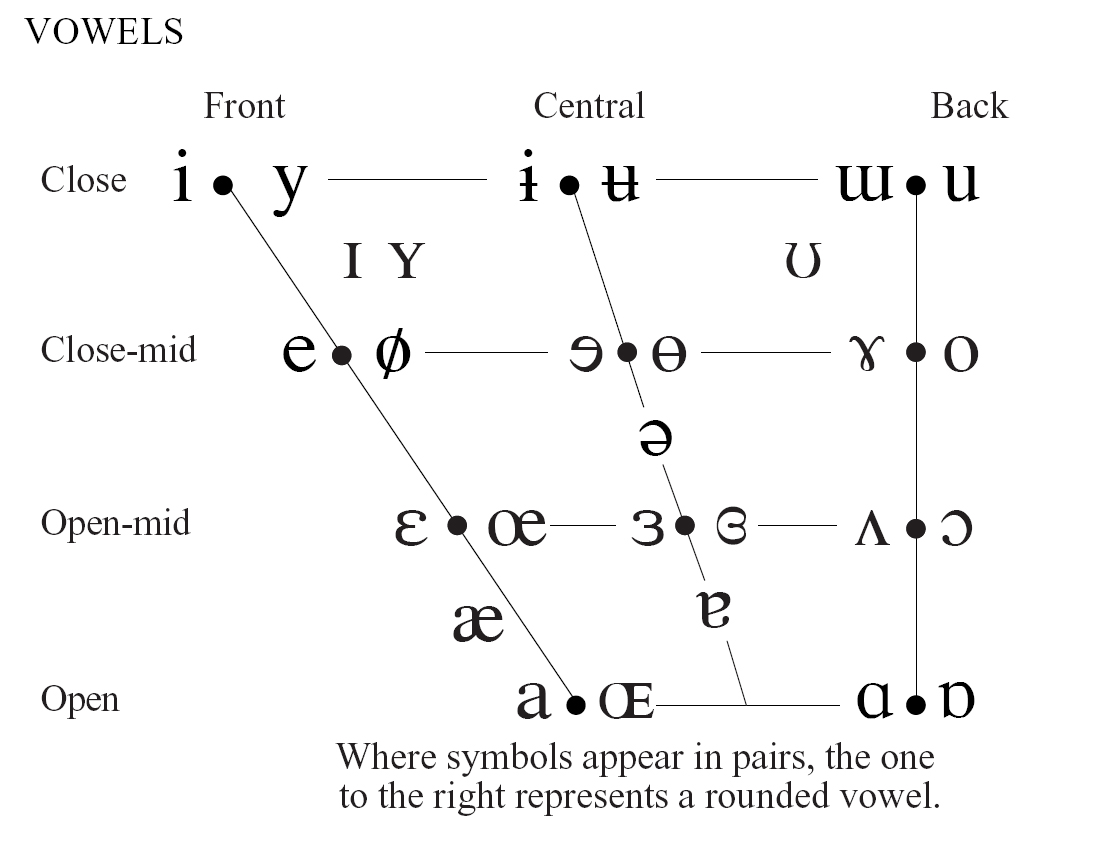 VOWELS
Front Central Back
Close i y ɨ ʉ ɯ u
ɪ ʏ ʊ
Close-mid e ø ɘ ɵ ɤ o
ə
Open-mid ɛ œ ɜ ɞ ʌ ɔ
æ ɐ
Open a ɶ ɑ ɒ
Where symbols appear in pairs, the one
to the right represents a rounded vowel.